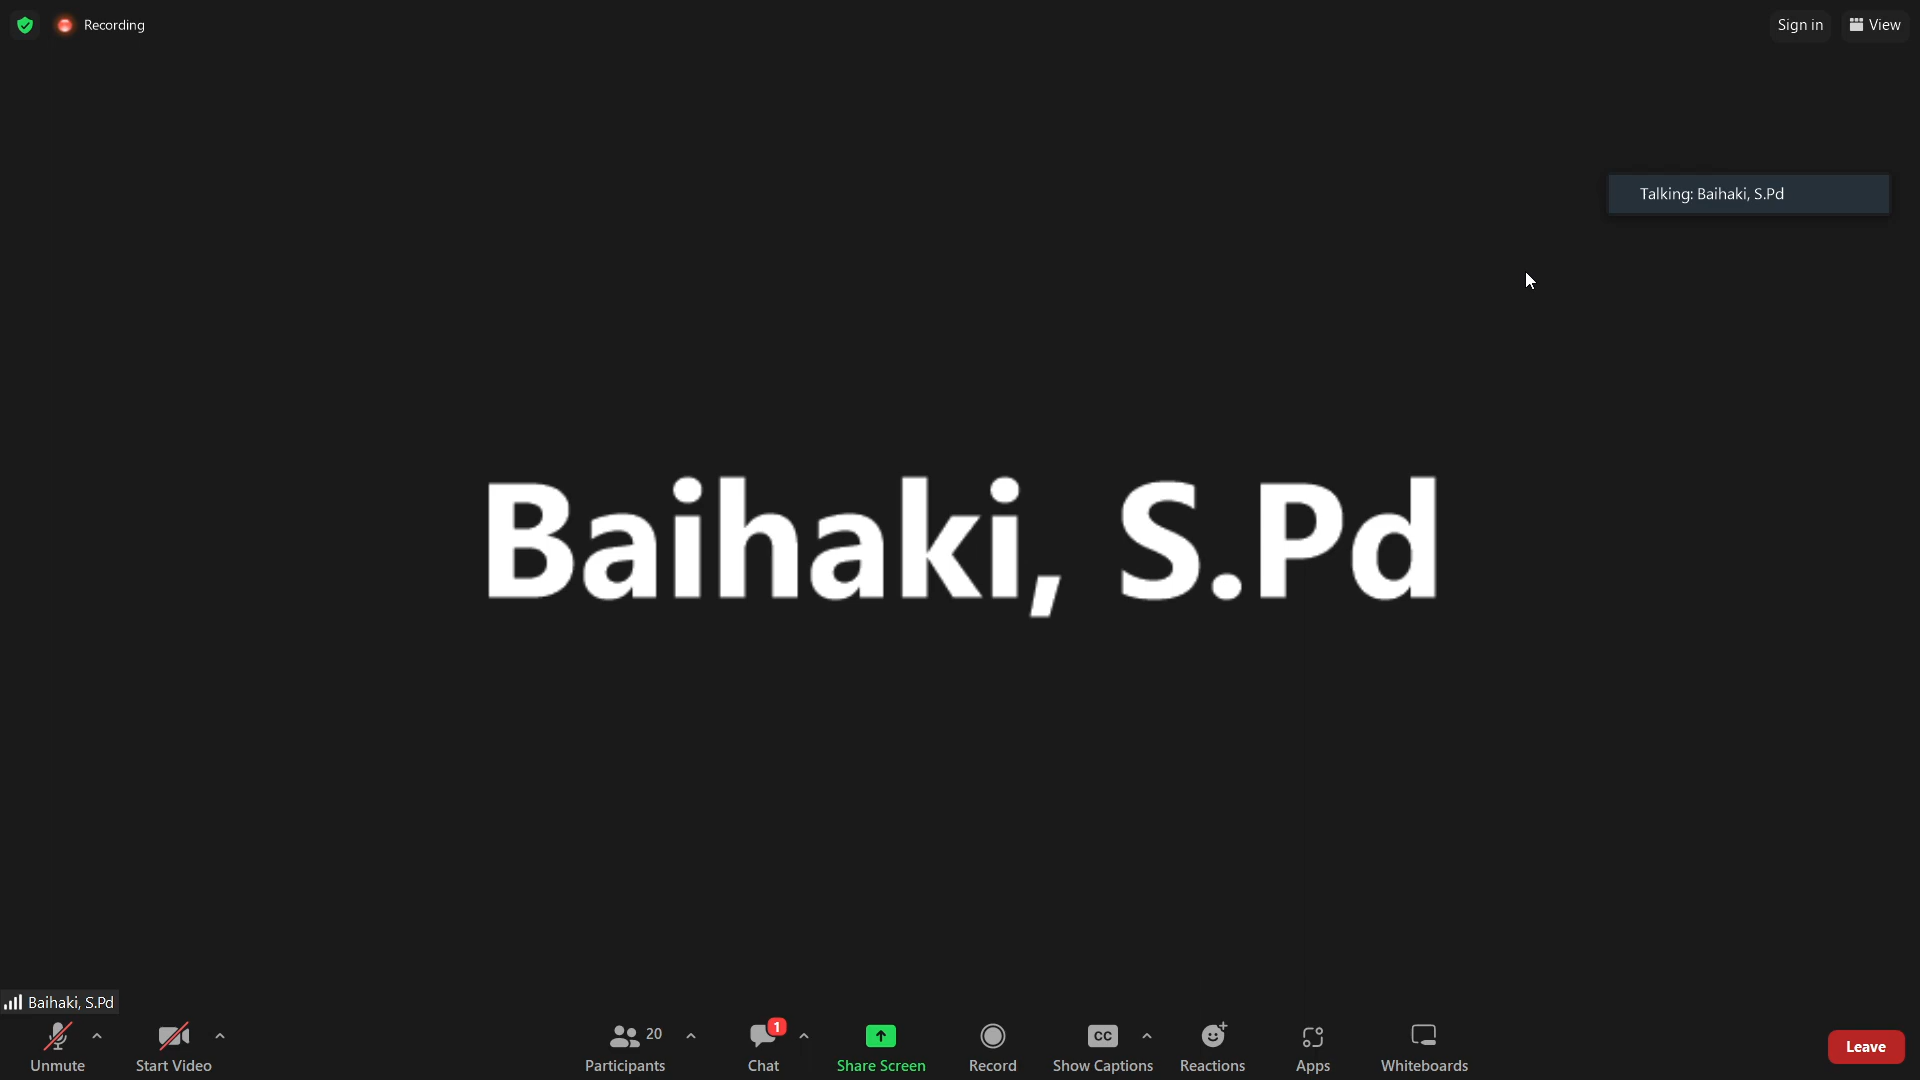 Recording
Sign in
View
Talking: Baihaki, S.Pd
Baihaki, S.Pd
Baihaki, S.Pd
Unmute
Start Video
20
Participants
1
Chat
Share Screen
Record
CC
Show Captions
Reactions
Apps
Whiteboards
Leave